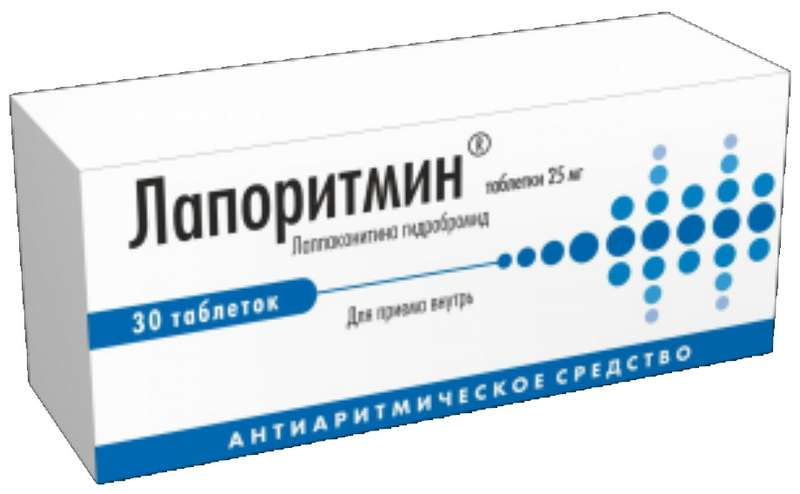 Лапоритмин®
таблетки 25 мг
Лаппаконитина гидробромид
30 таблеток
Для приема внутрь
АНТИАРИТМИЧЕСКОЕ СРЕДСТВО